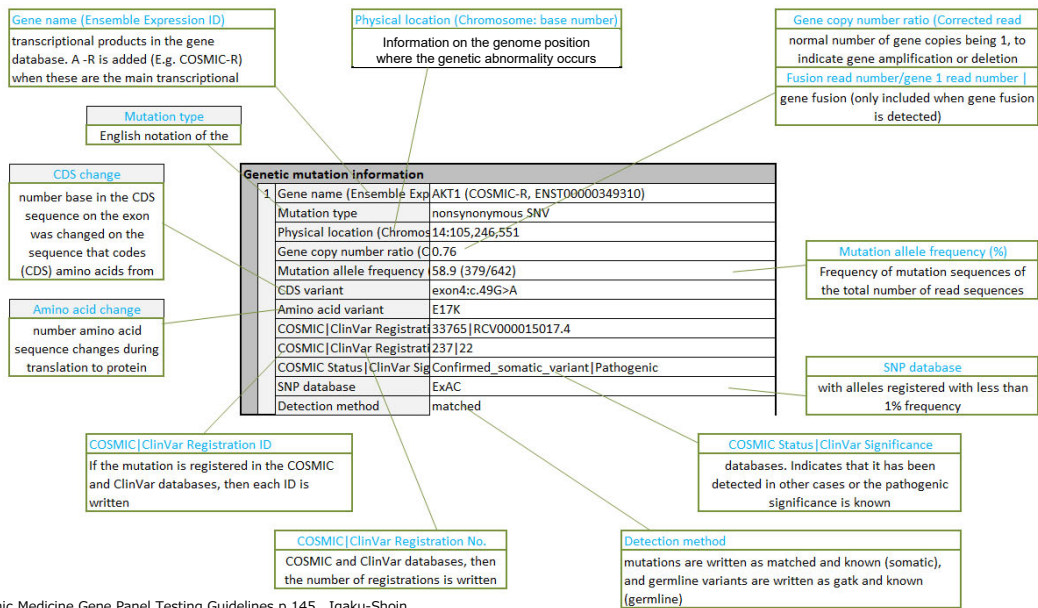 Gene name (Ensemble Expression ID)
transcriptional products in the gene
database. A -R is added (E.g. COSMIC-R)
when these are the main transcriptional
Physical location (Chromosome: base number)
Information on the genome position
where the genetic abnormality occurs
Gene copy number ratio (Corrected read
normal number of gene copies being 1, to
indicate gene amplification or deletion
Fusion read number/gene 1 read number |
gene fusion (only included when gene fusion
is detected)
Mutation type
English notation of the
CDS change
number base in the CDS
sequence on the exon
was changed on the
sequence that codes
(CDS) amino acids from
Amino acid change
number amino acid
sequence changes during
translation to protein
Genetic mutation information
1 Gene name (Ensemble Exp AKT1 (COSMIC-R, ENST00000349310)
Mutation type nonsynonymous SNV
Physical location (Chromos 14:105,246,551
Gene copy number ratio (C 0.76
Mutation allele frequency ( 58.9 (379/642)
CDS variant exon4:c.49G>A
Amino acid variant E17K
COSMIC|ClinVar Registrati 33765|RCV000015017.4
COSMIC|ClinVar Registrati 237|22
COSMIC Status|ClinVar Sig Confirmed_somatic_variant|Pathogenic
SNP database ExAC
Detection method matched
Mutation allele frequency (%)
Frequency of mutation sequences of
the total number of read sequences
SNP database
with alleles registered with less than
1% frequency
COSMIC|ClinVar Registration ID
If the mutation is registered in the COSMIC
and ClinVar databases, then each ID is
written
COSMIC Status|ClinVar Significance
databases. Indicates that it has been
detected in other cases or the pathogenic
significance is known
COSMIC|ClinVar Registration No.
COSMIC and ClinVar databases, then
the number of registrations is written
Detection method
mutations are written as matched and known (somatic),
and germline variants are written as gatk and known
(germline)
Medicine Gene Panel Testing Guidelines p.145, Igaku-Shoin